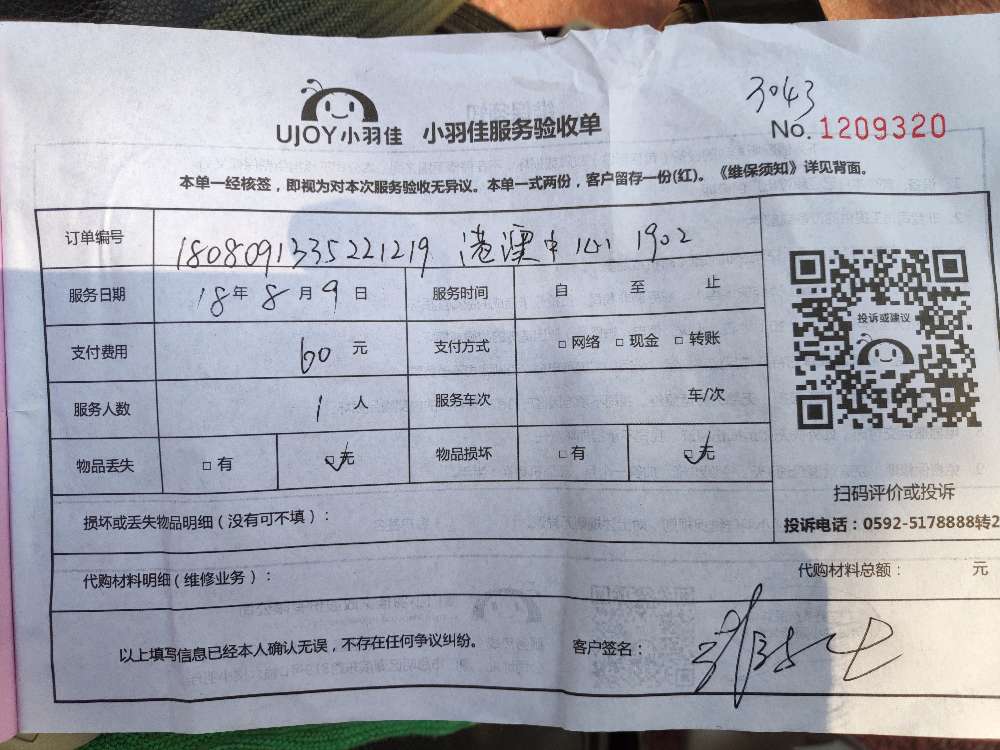 3043
UJOY小羽佳 小羽佳服务验收单 No. 1209320
本单一经核签，即视为对本次服务验收无异议。本单一式两份，客户留存一份(红)。《维保须知》详见背面。
订单编号 1808091335221219 港澳中心 1902
服务日期 18年 8月 9日 服务时间 自 至 止
投诉或建议
支付费用 60 元 支付方式 □网络 □现金 □转账
服务人数 1 人 服务车次 车/次
物品丢失 □有 ☑无 物品损坏 □有 ☑无
扫码评价或投诉
损坏或丢失物品明细（没有可不填）：
投诉电话：0592-5178888转2
代购材料明细（维修业务）： 代购材料总额： 元
以上填写信息已经本人确认无误，不存在任何争议纠纷。 客户签名：